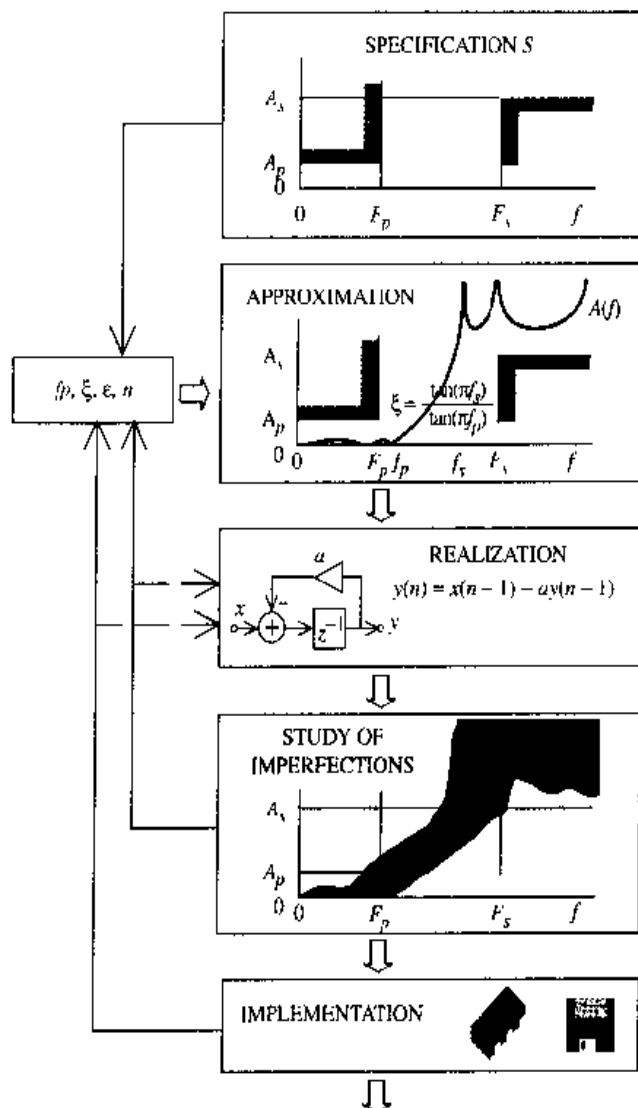 SPECIFICATION S
A_s
A_p
0
0 F_p F_s f
APPROXIMATION
A(f)
fp, ξ, ε, n
A_s
ξ = tan(πf_s) / tan(πf_p)
A_p
0
0 F_p f_p f_s F_s f
REALIZATION
a
y(n) = x(n − 1) − ay(n − 1)
x
−
+
z⁻¹
y
STUDY OF
IMPERFECTIONS
A_s
A_p
0
0 F_p F_s f
IMPLEMENTATION